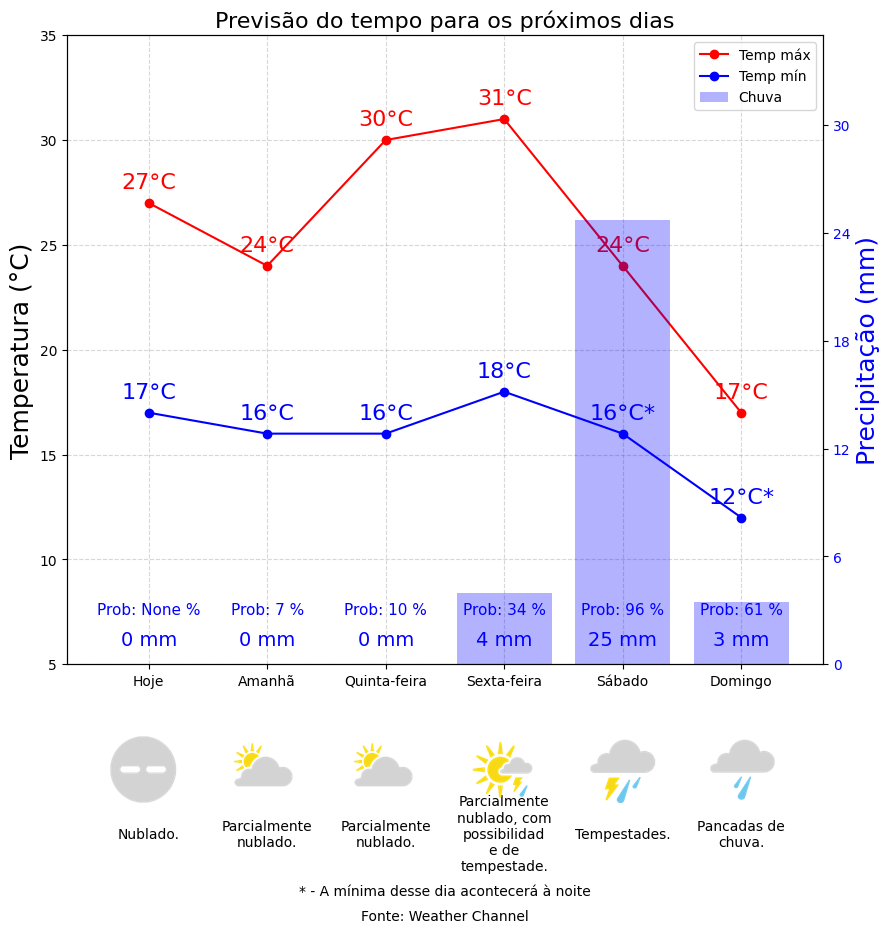 Previsão do tempo para os próximos dias
Temp máx
Temp mín
Chuva
Temperatura (°C)
35
30
25
20
15
10
5
Precipitação (mm)
30
24
18
12
6
0
27°C
24°C
30°C
31°C
24°C
17°C
17°C
16°C
16°C
18°C
16°C*
12°C*
Prob: None %
Prob: 7 %
Prob: 10 %
Prob: 34 %
Prob: 96 %
Prob: 61 %
0 mm
0 mm
0 mm
4 mm
25 mm
3 mm
Hoje
Amanhã
Quinta-feira
Sexta-feira
Sábado
Domingo
Nublado.
Parcialmente
nublado.
Parcialmente
nublado.
Parcialmente
nublado, com
possibilidad
e de
tempestade.
Tempestades.
Pancadas de
chuva.
* - A mínima desse dia acontecerá à noite
Fonte: Weather Channel